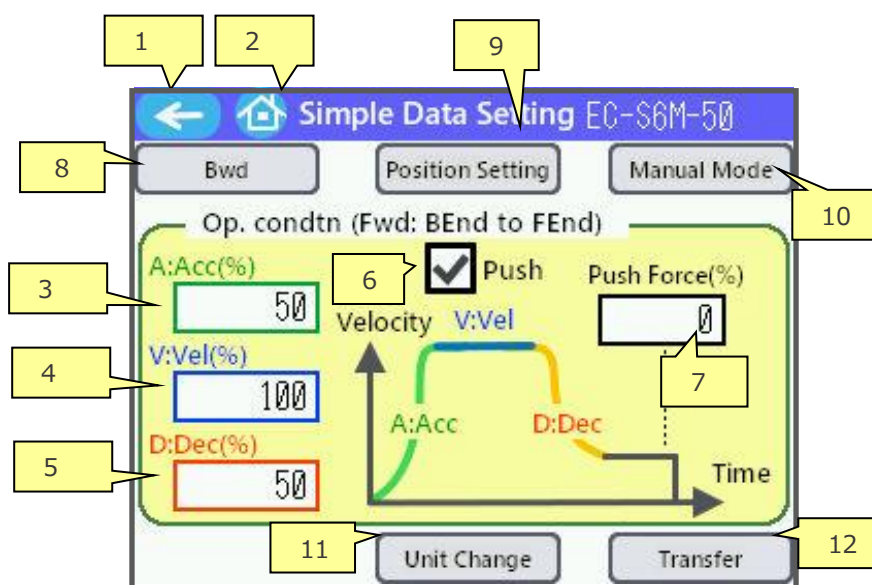 1
2
9
Simple Data Setting EC-S6M-50
8
Bwd
Position Setting
Manual Mode
10
Op. condtn (Fwd: BEnd to FEnd)
A:Acc(%)
6
Push
Push Force(%)
3
50
Velocity
V:Vel
0
V:Vel(%)
4
100
7
A:Acc
D:Dec
D:Dec(%)
5
50
Time
11
Unit Change
Transfer
12